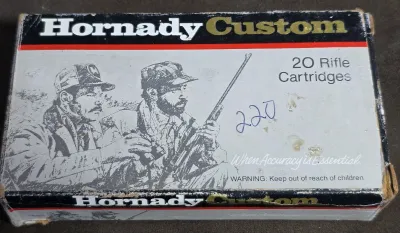 Hornady Custom
20 Rifle
Cartridges
220
When Accuracy is Essential.
WARNING: Keep out of reach of children
Hornady Custom